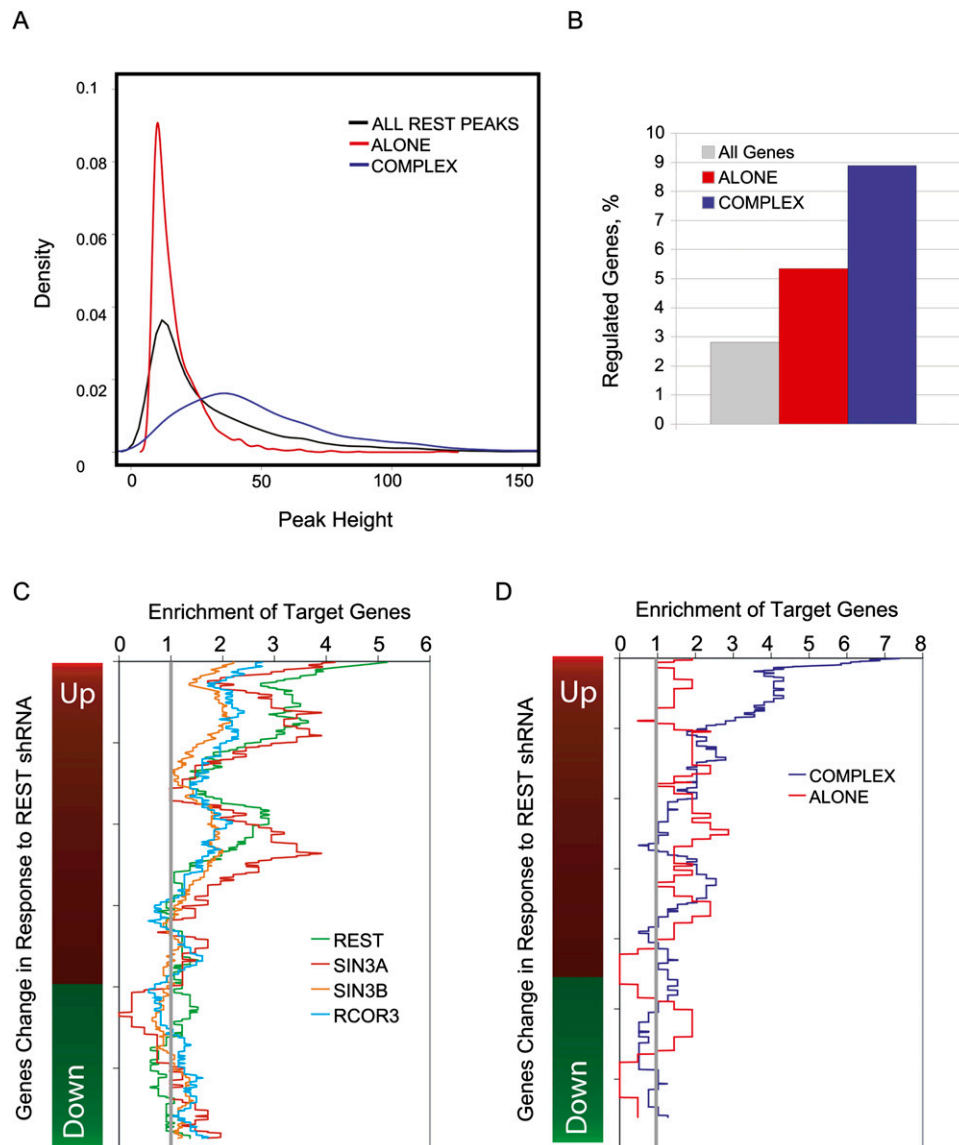 A
0.1
0.08
0.06
0.04
0.02
0
Density
ALL REST PEAKS
ALONE
COMPLEX
0
50
100
150
Peak Height
B
10
9
8
7
6
5
4
3
2
1
0
Regulated Genes, %
All Genes
ALONE
COMPLEX
C
Enrichment of Target Genes
0 1 2 3 4 5 6
Genes Change in Response to REST shRNA
Up
Down
REST
SIN3A
SIN3B
RCOR3
D
Enrichment of Target Genes
0 1 2 3 4 5 6 7 8
Genes Change in Response to REST shRNA
Up
Down
COMPLEX
ALONE